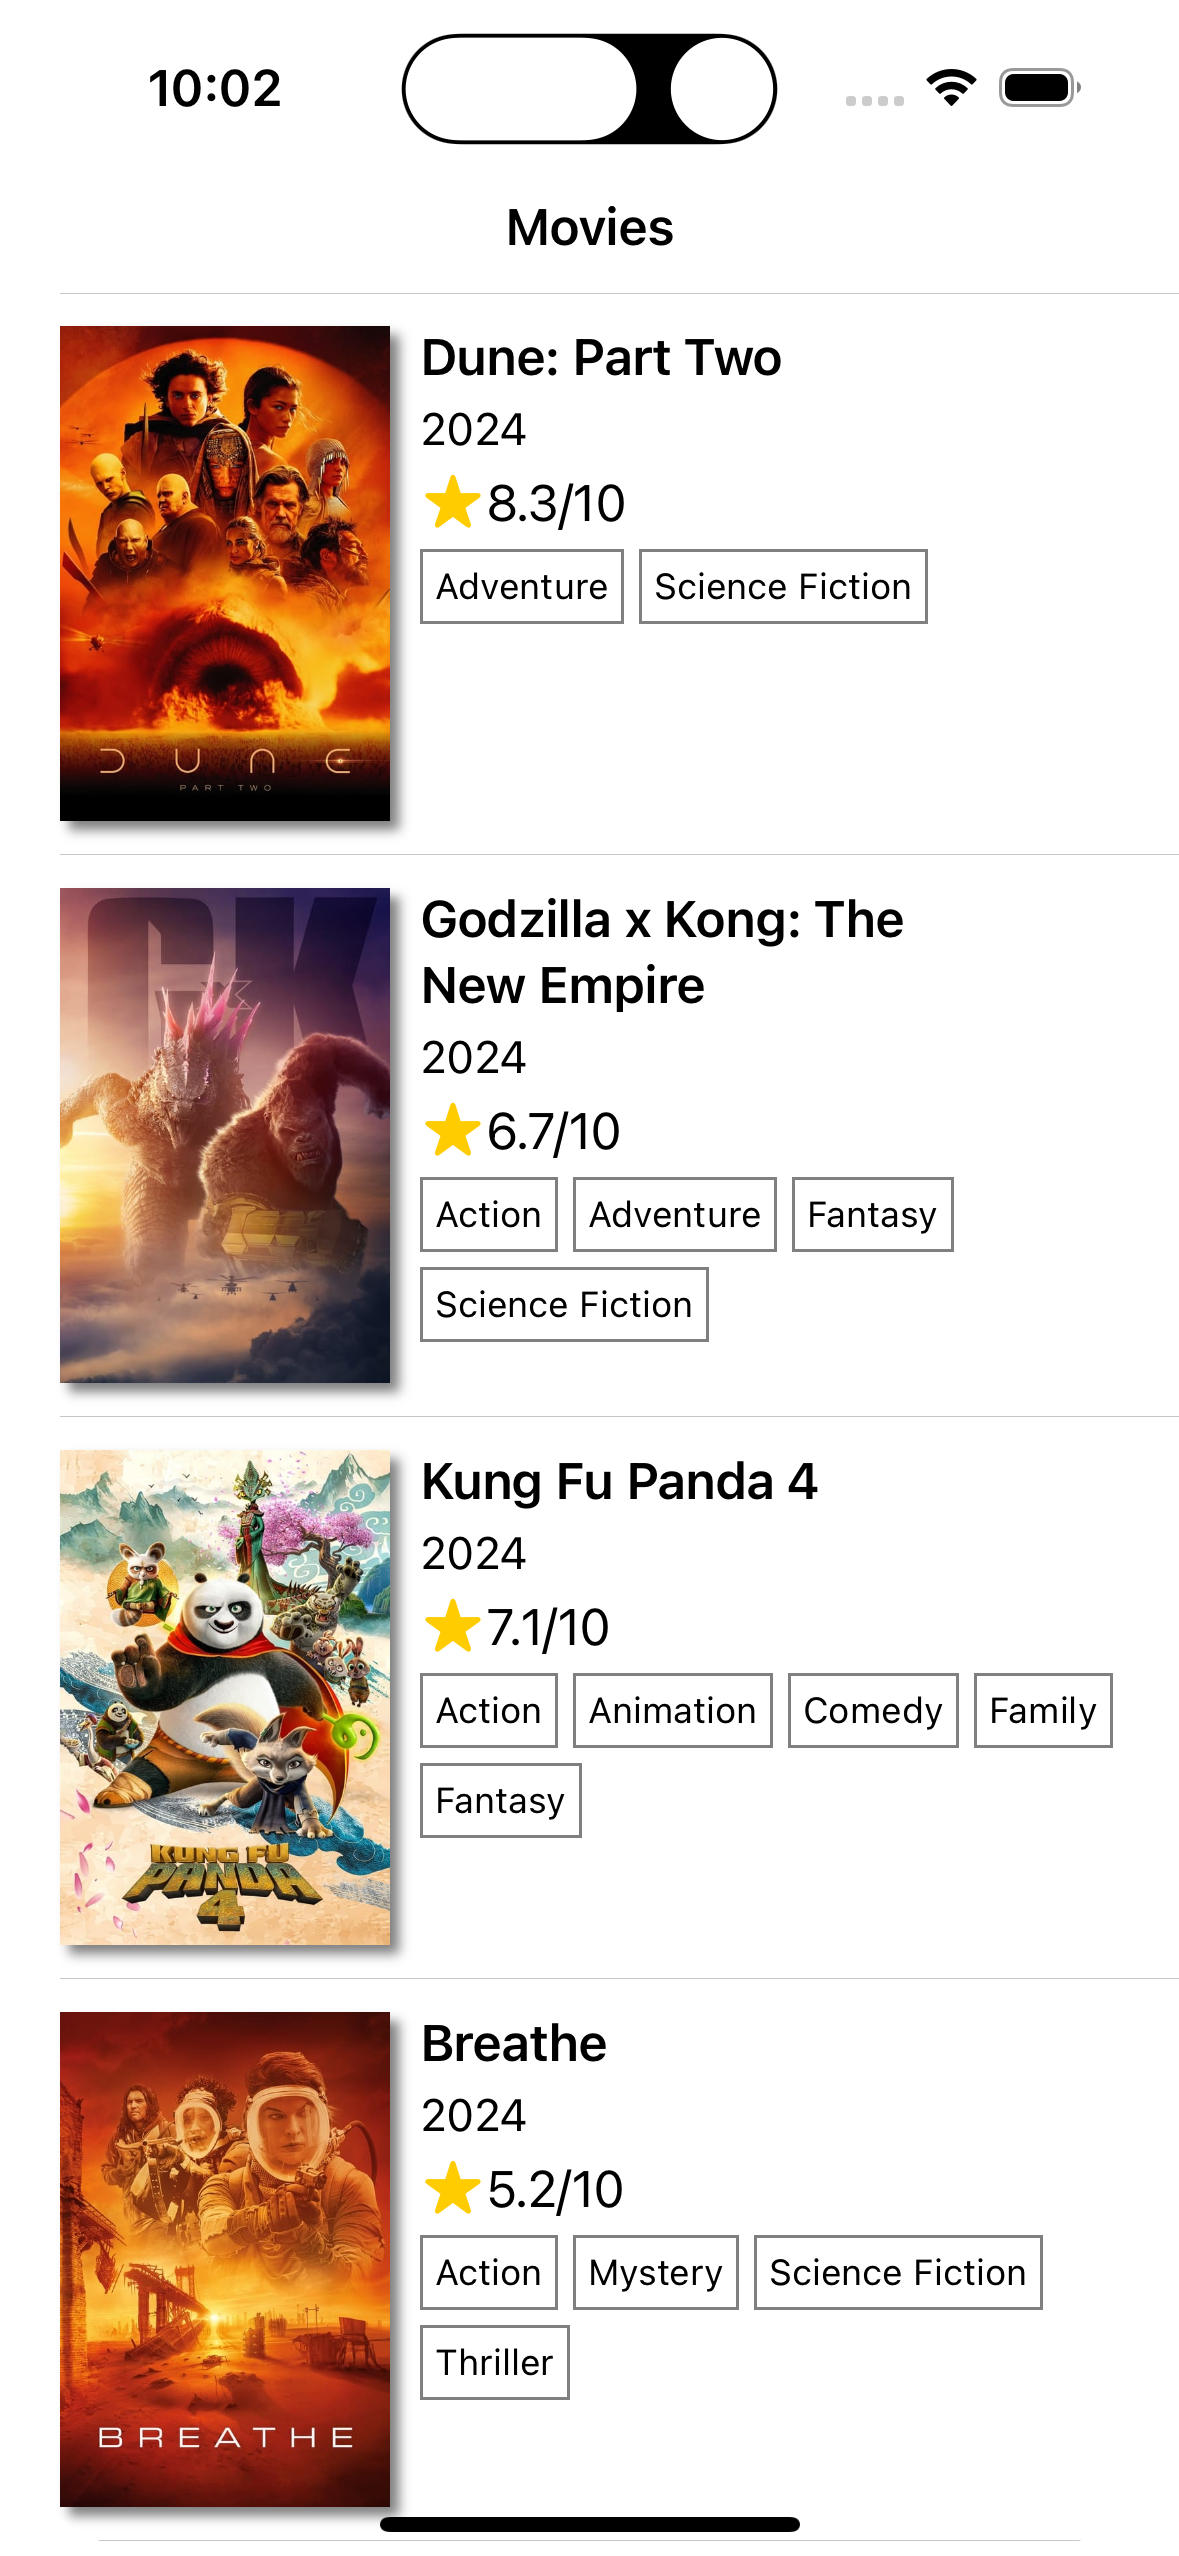 10:02
Movies
Dune: Part Two
2024
8.3/10
Adventure
Science Fiction
DUNE
PART TWO
GK
Godzilla x Kong: The
New Empire
2024
6.7/10
Action
Adventure
Fantasy
Science Fiction
Kung Fu Panda 4
2024
7.1/10
Action
Animation
Comedy
Family
Fantasy
KUNG FU
PANDA
4
Breathe
2024
5.2/10
Action
Mystery
Science Fiction
Thriller
BREATHE